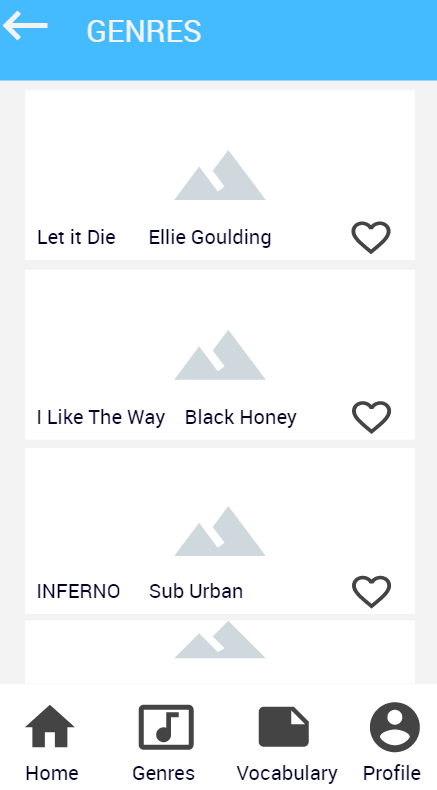 GENRES
Let it Die Ellie Goulding
I Like The Way Black Honey
INFERNO Sub Urban
Home Genres Vocabulary Profile